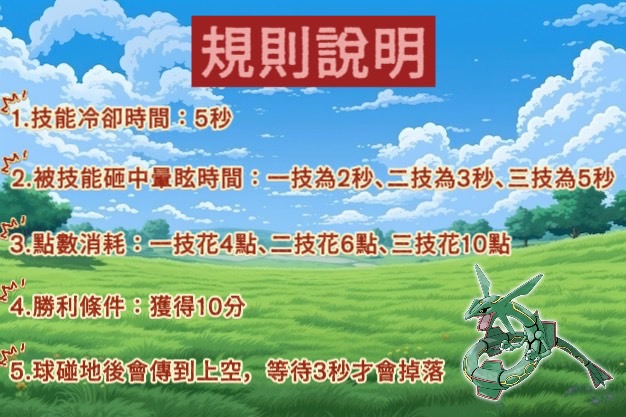 規則說明
1.技能冷卻時間：5秒
2.被技能砸中暈眩時間：一技為2秒、二技為3秒、三技為5秒
3.點數消耗：一技花4點、二技花6點、三技花10點
4.勝利條件：獲得10分
5.球碰地後會傳到上空，等待3秒才會掉落